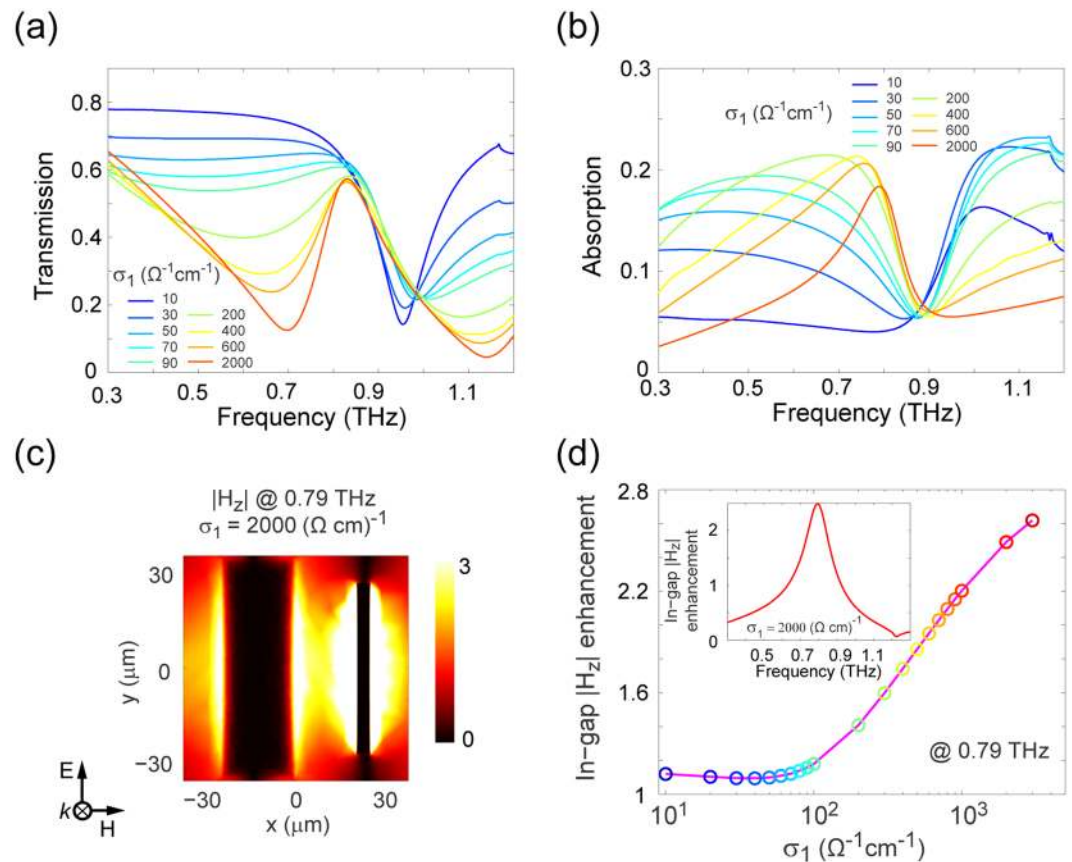 (a)
Transmission
0.8
0.6
0.4
0.2
0
σ₁ (Ω⁻¹cm⁻¹)
10
30
50
70
90
200
400
600
2000
0.3 0.5 0.7 0.9 1.1
Frequency (THz)
(b)
Absorption
0.3
0.2
0.1
0
σ₁ (Ω⁻¹cm⁻¹)
10
30
50
70
90
200
400
600
2000
0.3 0.5 0.7 0.9 1.1
Frequency (THz)
(c)
|H_z| @ 0.79 THz
σ₁ = 2000 (Ω cm)⁻¹
y (μm)
30
0
−30
−30 0 30
x (μm)
3
0
E
k
H
(d)
In-gap |H_z| enhancement
2.8
2.2
1.6
1
In-gap |H_z|
enhancement
2
1
0
σ₁ = 2000 (Ω cm)⁻¹
0.5 0.7 0.9 1.1
Frequency (THz)
@ 0.79 THz
10¹ 10² 10³
σ₁ (Ω⁻¹cm⁻¹)